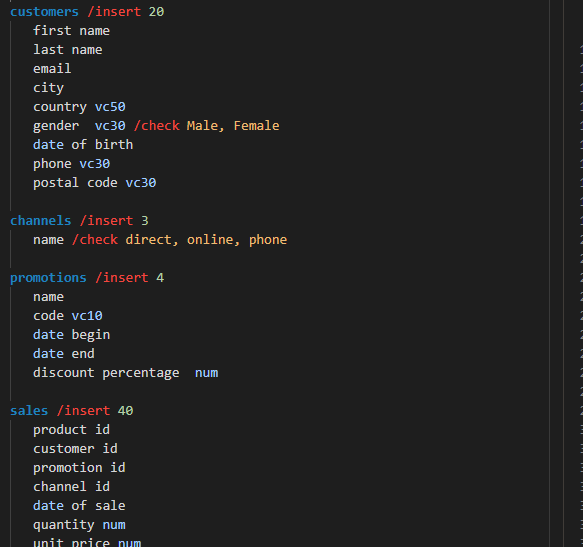 customers /insert 20
first name
last name
email
city
country vc50
gender  vc30 /check Male, Female
date of birth
phone vc30
postal code vc30
channels /insert 3
name /check direct, online, phone
promotions /insert 4
name
code vc10
date begin
date end
discount percentage  num
sales /insert 40
product id
customer id
promotion id
channel id
date of sale
quantity num
unit price num